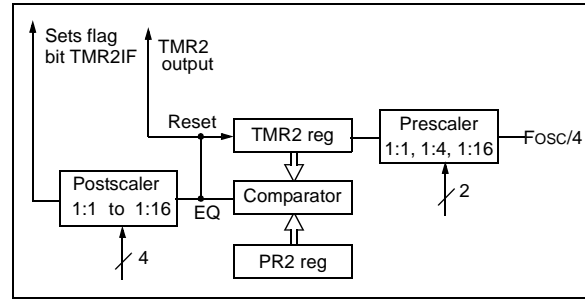 Sets flag
bit TMR2IF
TMR2
output
Reset
TMR2 reg
Prescaler
1:1, 1:4, 1:16
FOSC/4
2
Postscaler
1:1 to 1:16
EQ
Comparator
4
PR2 reg